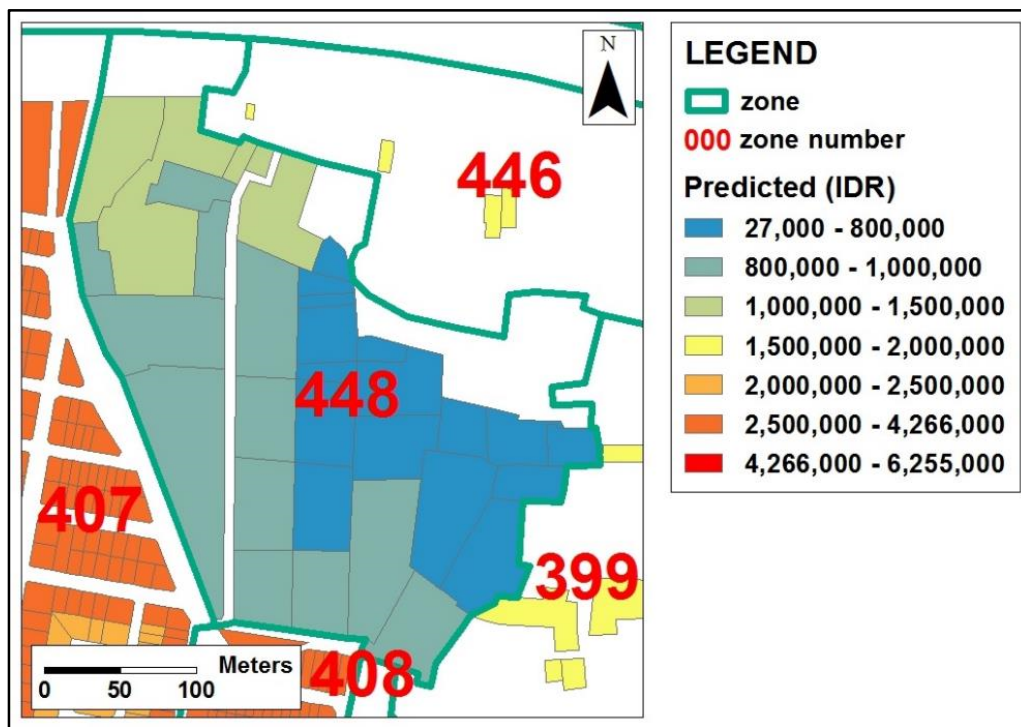 N
446
448
407
399
408
Meters
0 50 100
LEGEND
zone
000 zone number
Predicted (IDR)
27,000 - 800,000
800,000 - 1,000,000
1,000,000 - 1,500,000
1,500,000 - 2,000,000
2,000,000 - 2,500,000
2,500,000 - 4,266,000
4,266,000 - 6,255,000